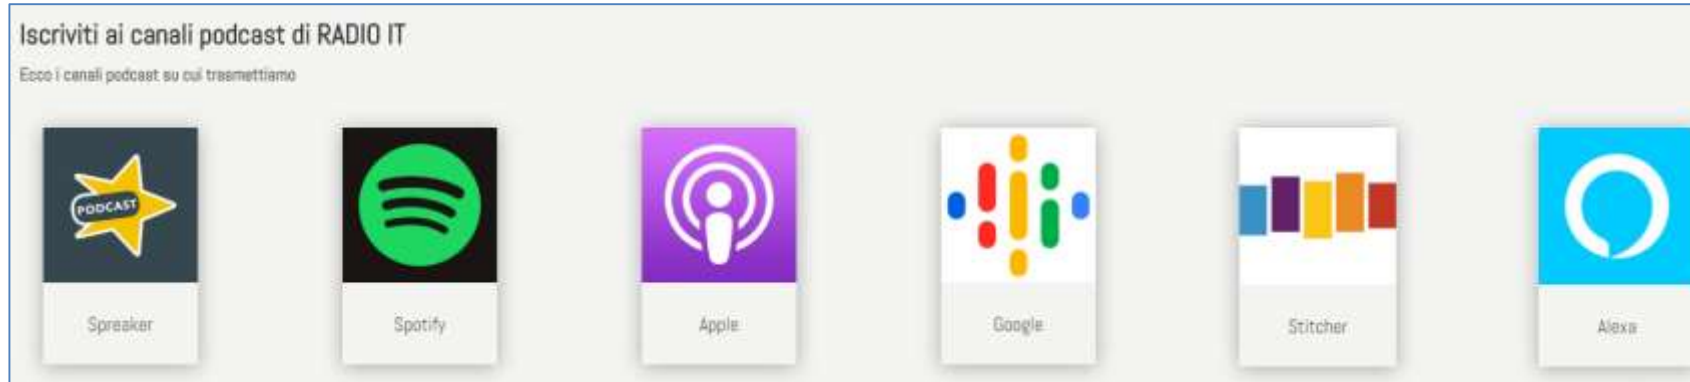 Iscriviti ai canali podcast di RADIO IT
Ecco i canali podcast su cui trasmettiamo
PODCAST
Spreaker
Spotify
Apple
Google
Stitcher
Alexa